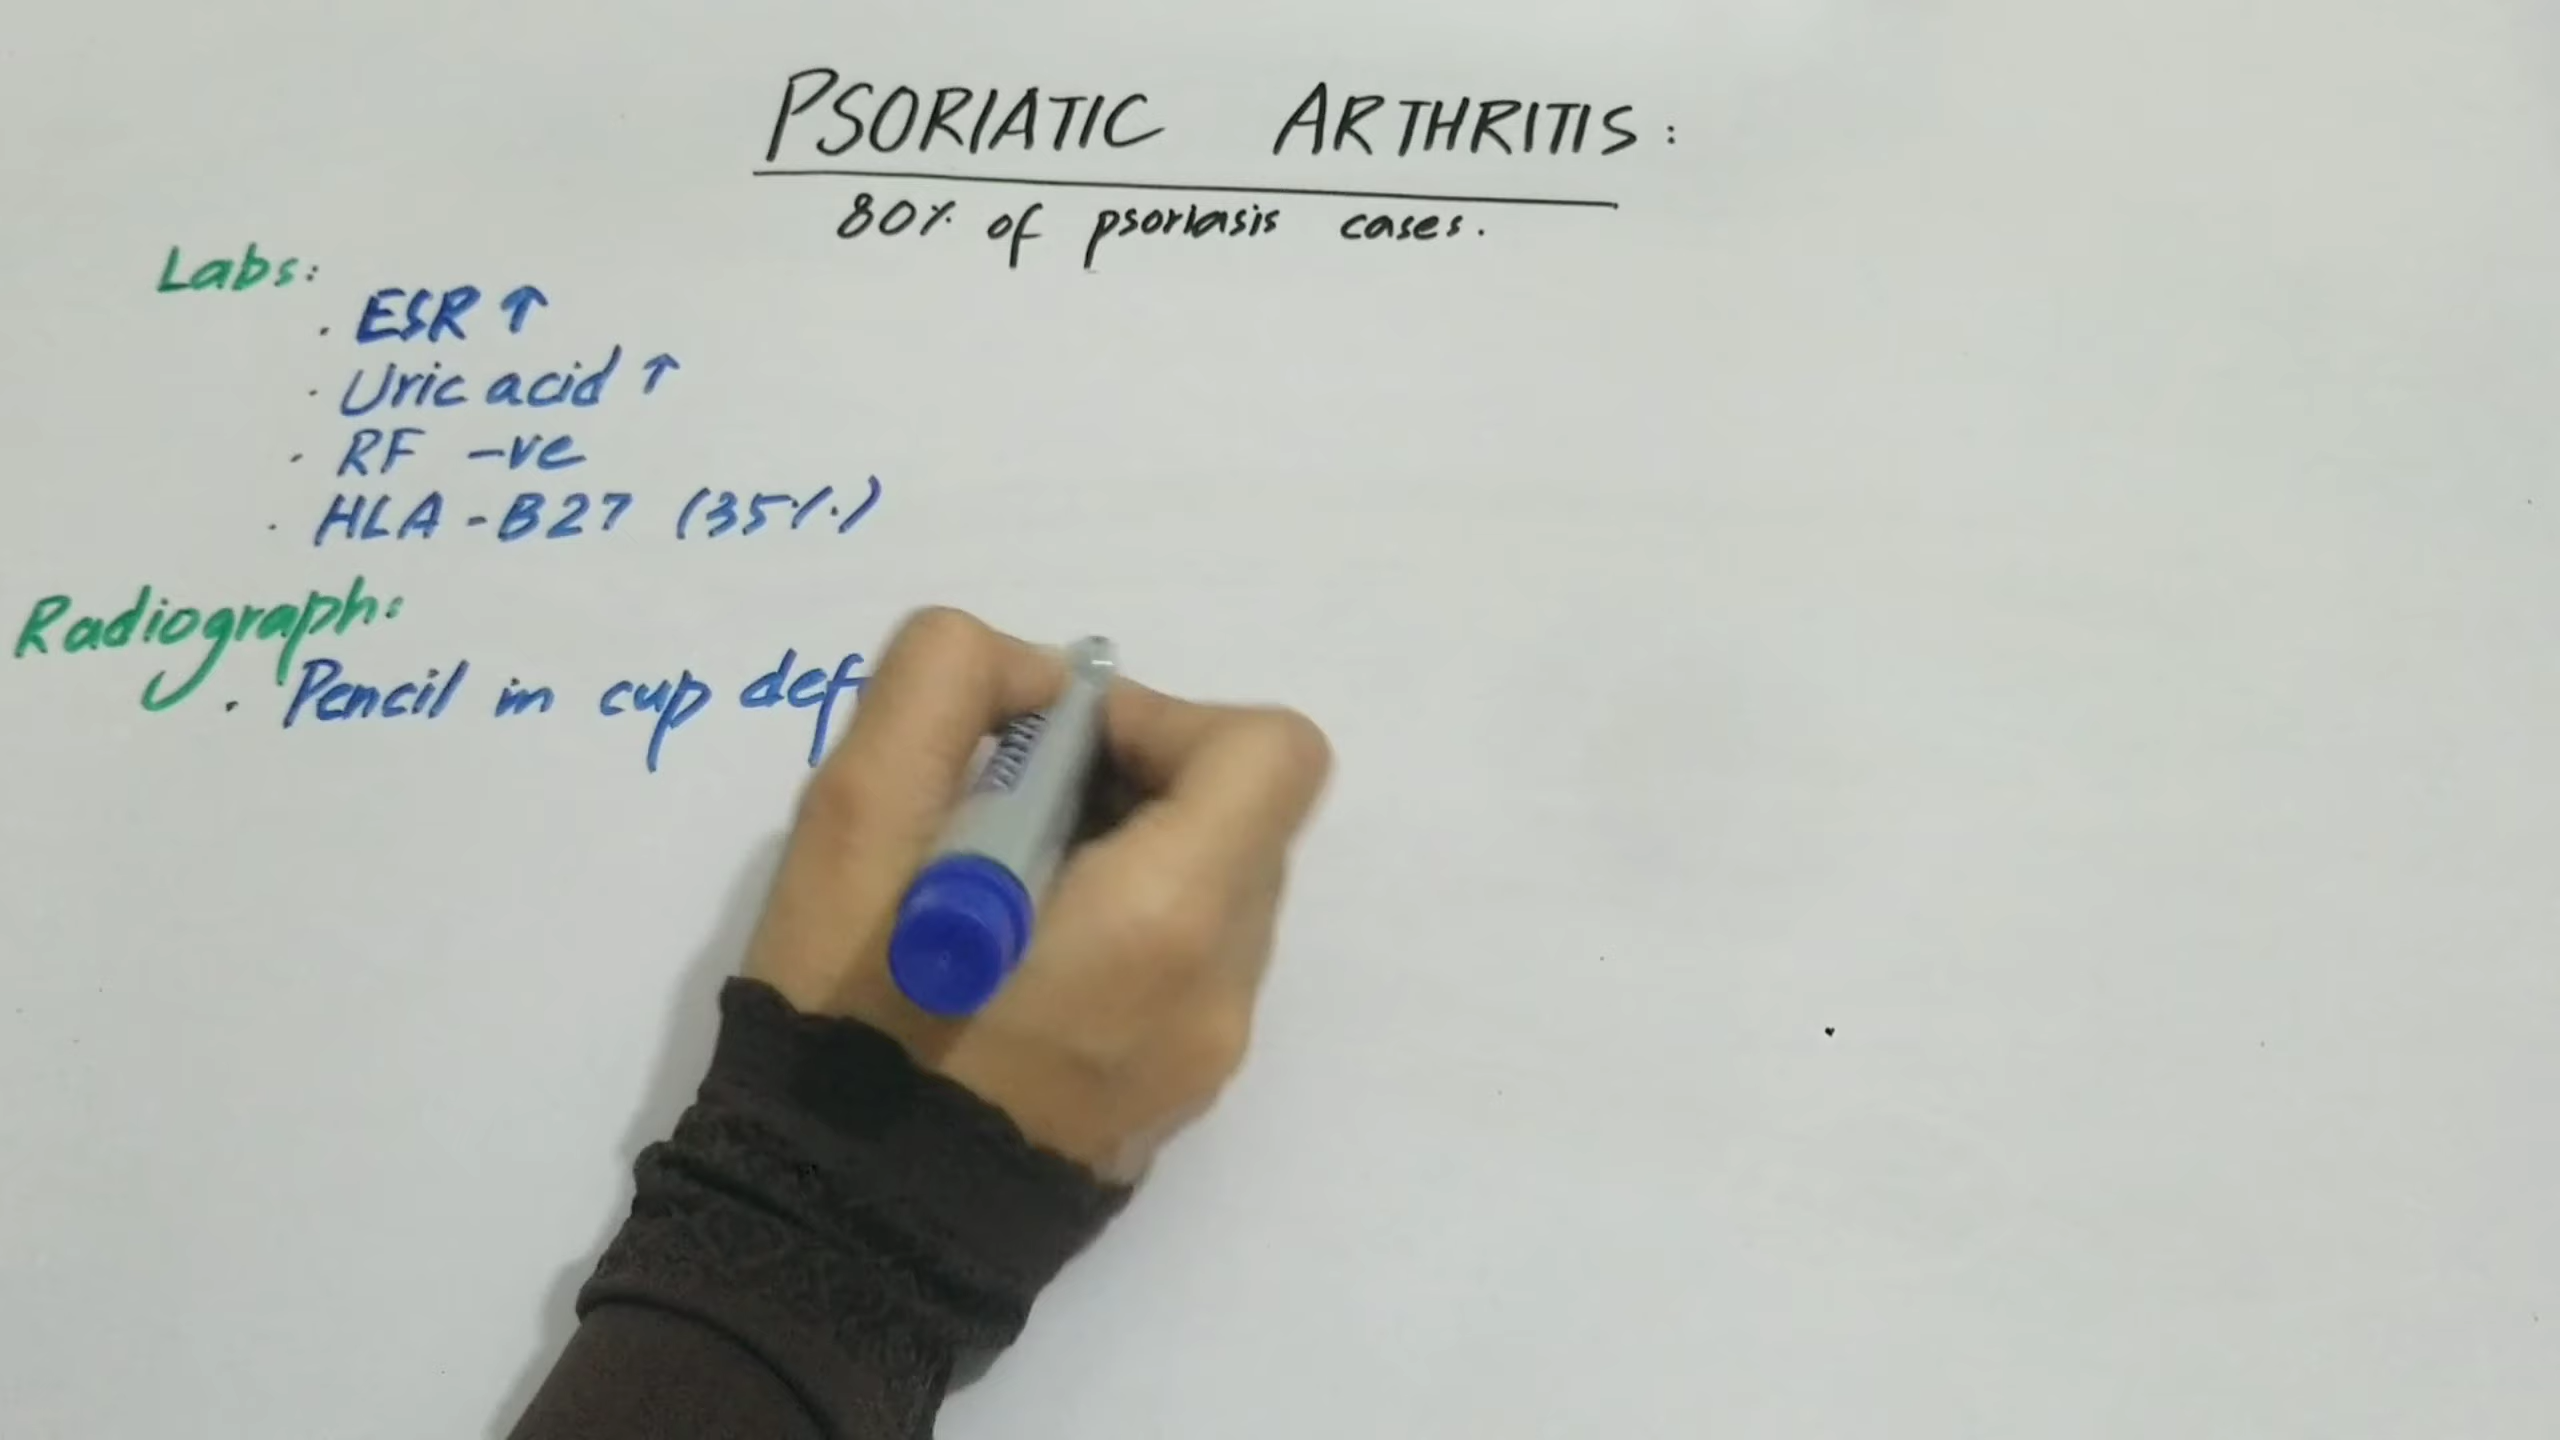 PSORIATIC ARTHRITIS:
80% of psoriasis cases.
Labs:
. ESR ↑
. Uric acid ↑
. RF -ve
. HLA-B27 (35%)
Radiograph:
. Pencil in cup def